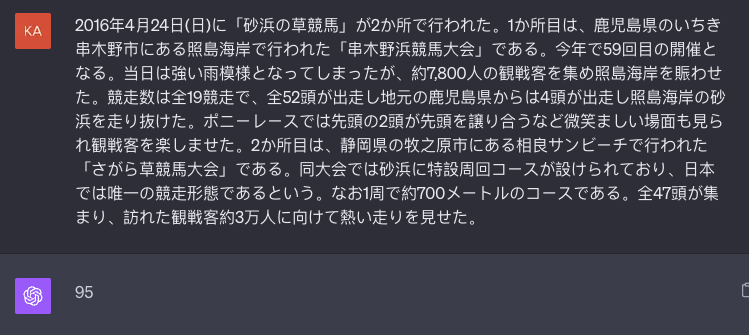 KA
2016年4月24日(日)に「砂浜の草競馬」が2か所で行われた。1か所目は、鹿児島県のいちき
串木野市にある照島海岸で行われた「串木野浜競馬大会」である。今年で59回目の開催と
なる。当日は強い雨模様となってしまったが、約7,800人の観戦客を集め照島海岸を賑わせ
た。競走数は全19競走で、全52頭が出走し地元の鹿児島県からは4頭が出走し照島海岸の砂
浜を走り抜けた。ポニーレースでは先頭の2頭が先頭を譲り合うなど微笑ましい場面も見ら
れ観戦客を楽しませた。2か所目は、静岡県の牧之原市にある相良サンビーチで行われた
「さがら草競馬大会」である。同大会では砂浜に特設周回コースが設けられており、日本
では唯一の競走形態であるという。なお1周で約700メートルのコースである。全47頭が集
まり、訪れた観戦客約3万人に向けて熱い走りを見せた。
95